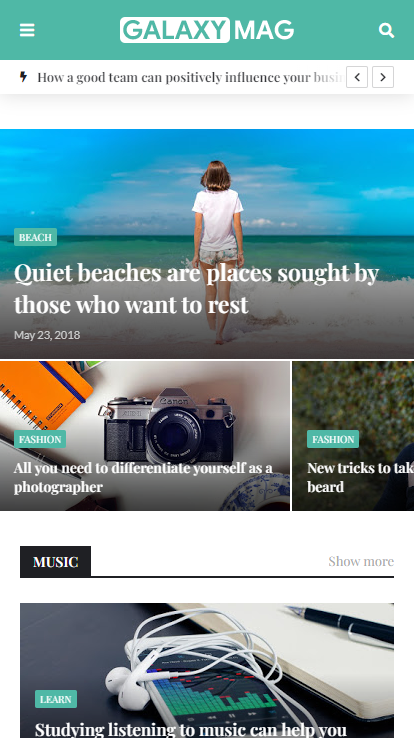 GALAXY MAG
How a good team can positively influence your
BEACH
Quiet beaches are places sought by
those who want to rest
May 23, 2018
Canon
FASHION
All you need to differentiate yourself as a
photographer
FASHION
New tricks to
beard
MUSIC
Show more
LEARN
Studying listening to music can help you